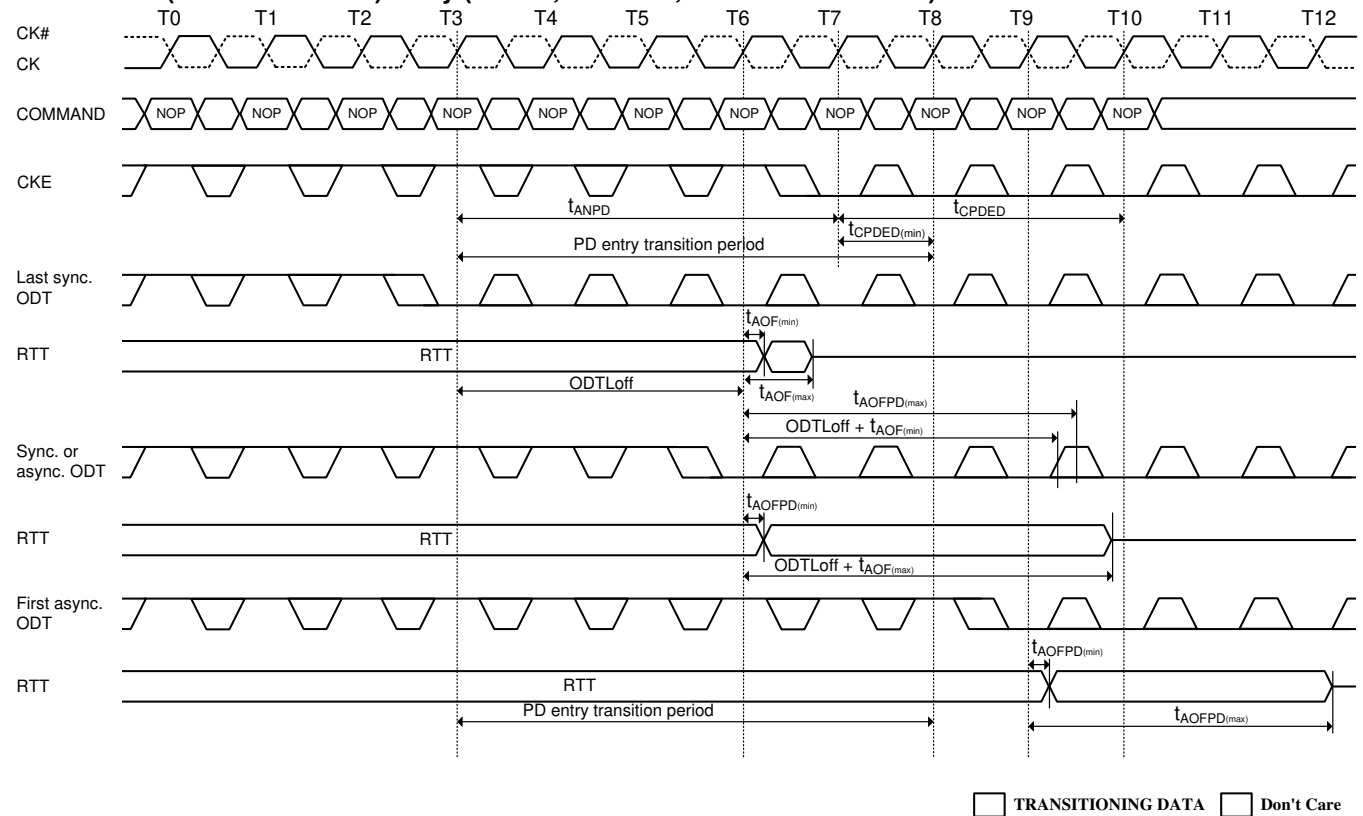 T0 T1 T2 T3 T4 T5 T6 T7 T8 T9 T10 T11 T12
CK#
CK
COMMAND NOP NOP NOP NOP NOP NOP NOP NOP NOP NOP NOP
CKE
tANPD tCPDED
tCPDED(min)
PD entry transition period
Last sync.
ODT
tAOF(min)
RTT RTT
ODTLoff
tAOF(max)
tAOFPD(max)
ODTLoff + tAOF(min)
Sync. or
async. ODT
tAOFPD(min)
RTT RTT
ODTLoff + tAOF(max)
First async.
ODT
tAOFPD(min)
RTT RTT
PD entry transition period
tAOFPD(max)
TRANSITIONING DATA Don't Care